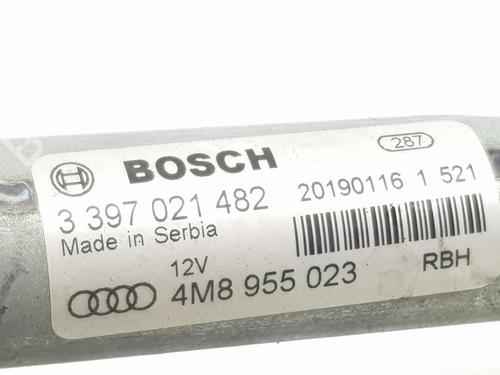 BOSCH
287
3 397 021 482
20190116 1 521
Made in Serbia
12V
4M8 955 023
RBH